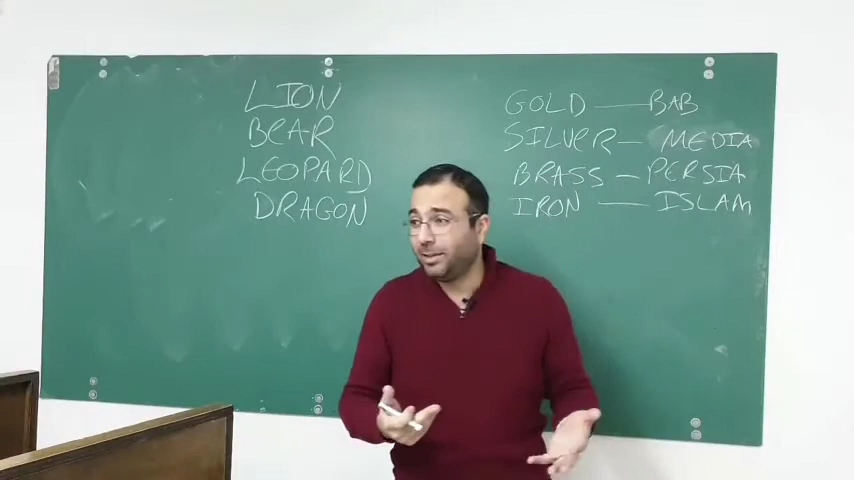 LION
BEAR
LEOPARD
DRAGON
GOLD — BAB
SILVER — MEDIA
BRASS — PERSIA
IRON — ISLAM